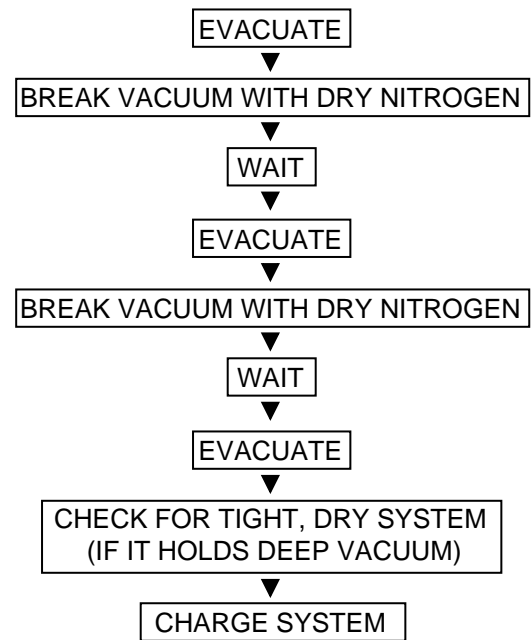 EVACUATE
BREAK VACUUM WITH DRY NITROGEN
WAIT
EVACUATE
BREAK VACUUM WITH DRY NITROGEN
WAIT
EVACUATE
CHECK FOR TIGHT, DRY SYSTEM
(IF IT HOLDS DEEP VACUUM)
CHARGE SYSTEM